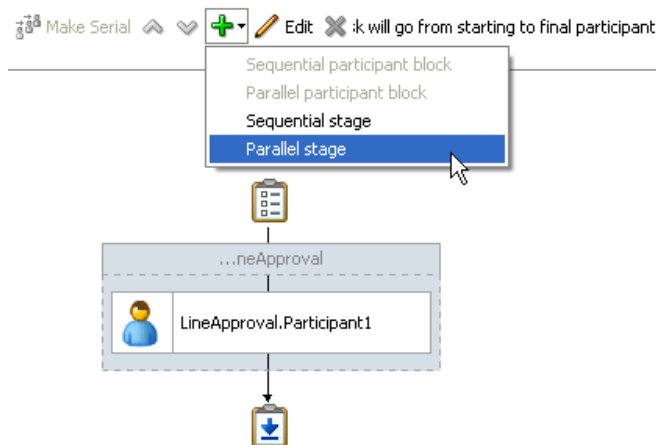 Make Serial Edit :k will go from starting to final participant
Sequential participant block
Parallel participant block
Sequential stage
Parallel stage
...neApproval
LineApproval.Participant1